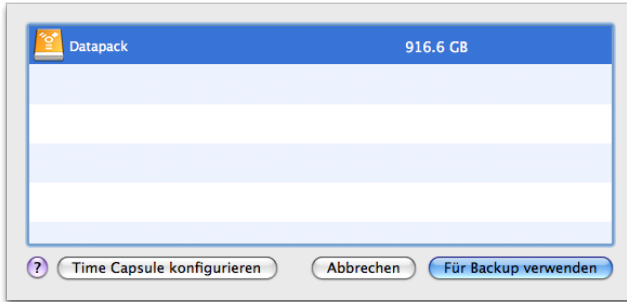 Datapack 916.6 GB
? Time Capsule konfigurieren Abbrechen Für Backup verwenden